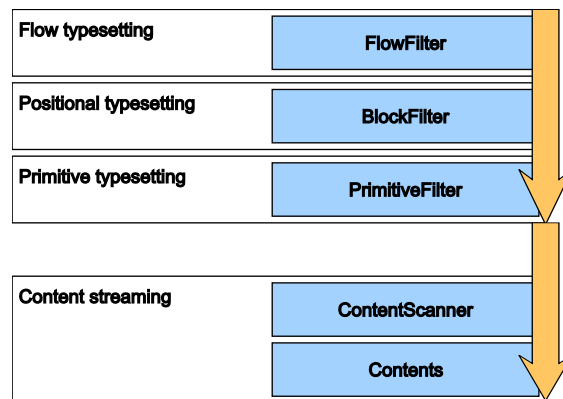 Flow typesetting
FlowFilter
Positional typesetting
BlockFilter
Primitive typesetting
PrimitiveFilter
Content streaming
ContentScanner
Contents